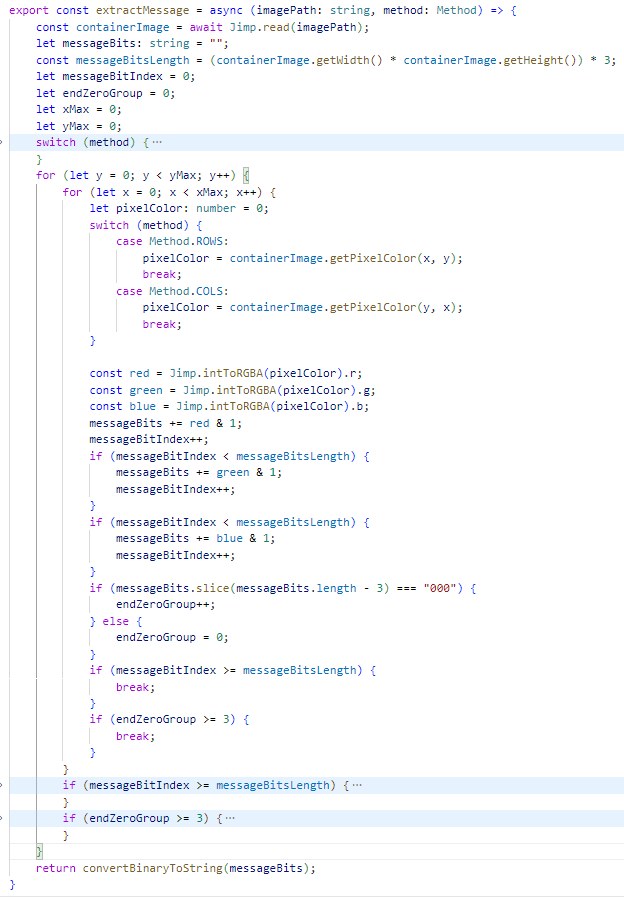 export const extractMessage = async (imagePath: string, method: Method) => {
    const containerImage = await Jimp.read(imagePath);
    let messageBits: string = "";
    const messageBitsLength = (containerImage.getWidth() * containerImage.getHeight()) * 3;
    let messageBitIndex = 0;
    let endZeroGroup = 0;
    let xMax = 0;
    let yMax = 0;
    switch (method) {⋯
    }
    for (let y = 0; y < yMax; y++) {
        for (let x = 0; x < xMax; x++) {
            let pixelColor: number = 0;
            switch (method) {
                case Method.ROWS:
                    pixelColor = containerImage.getPixelColor(x, y);
                    break;
                case Method.COLS:
                    pixelColor = containerImage.getPixelColor(y, x);
                    break;
            }

            const red = Jimp.intToRGBA(pixelColor).r;
            const green = Jimp.intToRGBA(pixelColor).g;
            const blue = Jimp.intToRGBA(pixelColor).b;
            messageBits += red & 1;
            messageBitIndex++;
            if (messageBitIndex < messageBitsLength) {
                messageBits += green & 1;
                messageBitIndex++;
            }
            if (messageBitIndex < messageBitsLength) {
                messageBits += blue & 1;
                messageBitIndex++;
            }
            if (messageBits.slice(messageBits.length - 3) === "000") {
                endZeroGroup++;
            } else {
                endZeroGroup = 0;
            }
            if (messageBitIndex >= messageBitsLength) {
                break;
            }
            if (endZeroGroup >= 3) {
                break;
            }
        }
        if (messageBitIndex >= messageBitsLength) {⋯
        }
        if (endZeroGroup >= 3) {⋯
        }
    }
    return convertBinaryToString(messageBits);
}